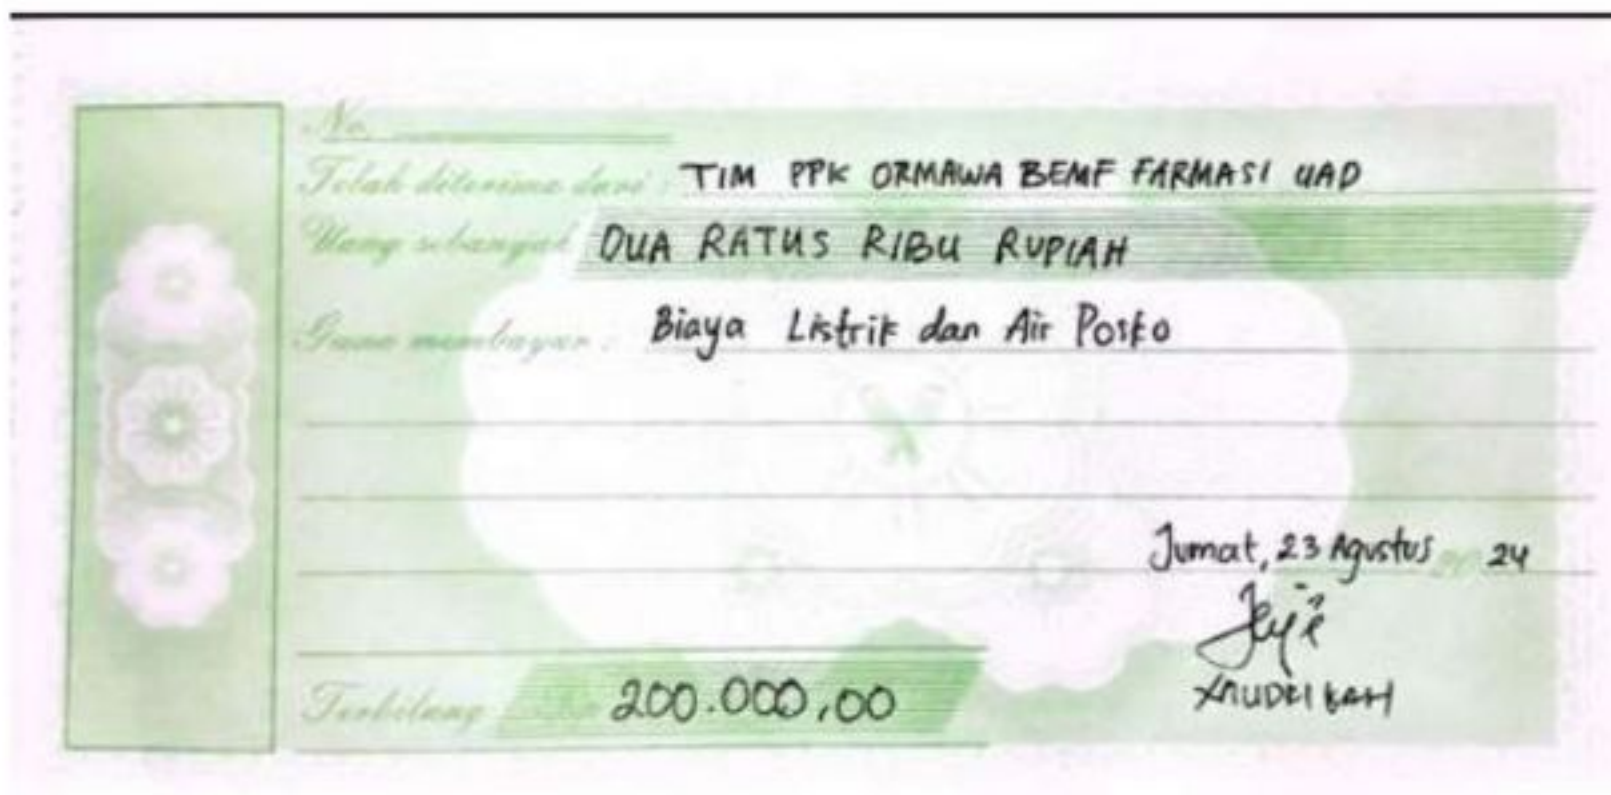 No.
Telah diterima dari : TIM PPK ORMAWA BEMF FARMASI UAD
Uang sebanyak DUA RATUS RIBU RUPIAH
Guna membayar : Biaya Listrik dan Air Posko
Jumat, 23 Agustus 20 24
Terbilang 200.000,00